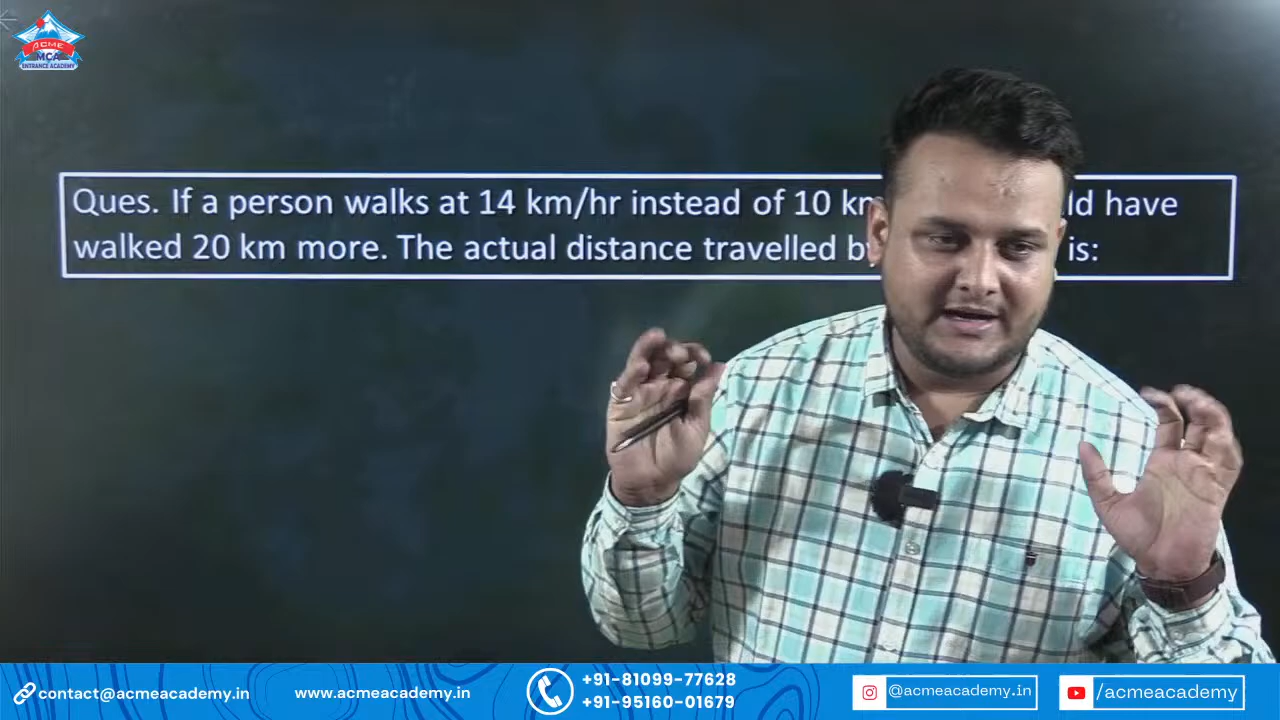 ACME
MCA
ENTRANCE ACADEMY
Ques. If a person walks at 14 km/hr instead of 10 have
walked 20 km more. The actual distance travelled is:
contact@acmeacademy.in
www.acmeacademy.in
+91-81099-77628
+91-95160-01679
@acmeacademy.in
/acmeacademy